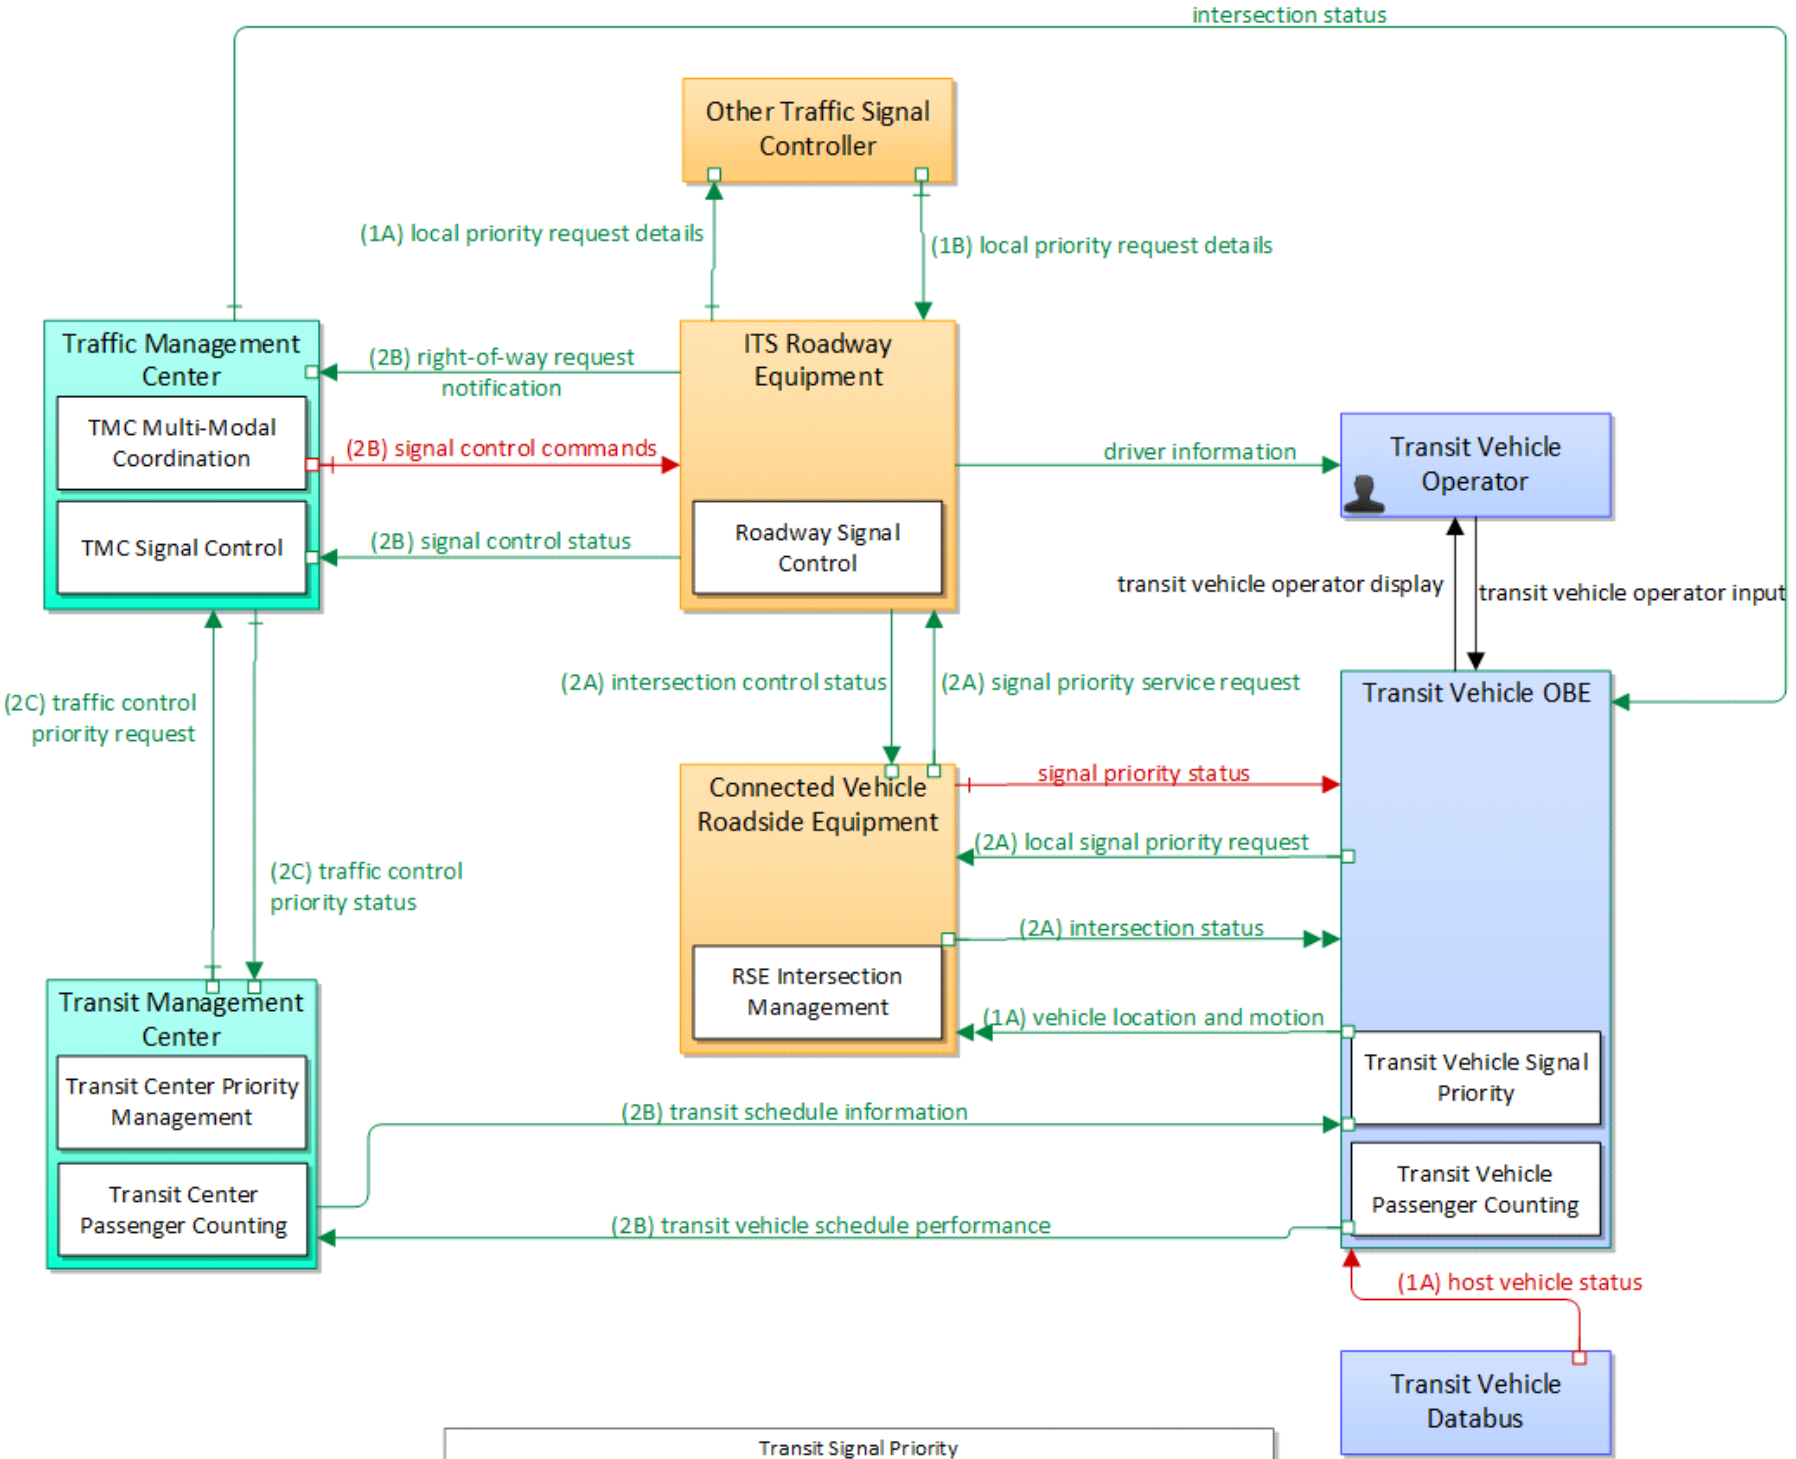 intersection status
Other Traffic Signal
Controller
(1A) local priority request details
(1B) local priority request details
Traffic Management
Center
TMC Multi-Modal
Coordination
TMC Signal Control
(2B) right-of-way request
notification
(2B) signal control commands
(2B) signal control status
ITS Roadway
Equipment
Roadway Signal
Control
driver information
Transit Vehicle
Operator
transit vehicle operator display
transit vehicle operator input
(2C) traffic control
priority request
(2C) traffic control
priority status
(2A) intersection control status
(2A) signal priority service request
Connected Vehicle
Roadside Equipment
RSE Intersection
Management
signal priority status
(2A) local signal priority request
(2A) intersection status
(1A) vehicle location and motion
Transit Vehicle OBE
Transit Vehicle Signal
Priority
Transit Vehicle
Passenger Counting
Transit Management
Center
Transit Center Priority
Management
Transit Center
Passenger Counting
(2B) transit schedule information
(2B) transit vehicle schedule performance
(1A) host vehicle status
Transit Vehicle
Databus
Transit Signal Priority